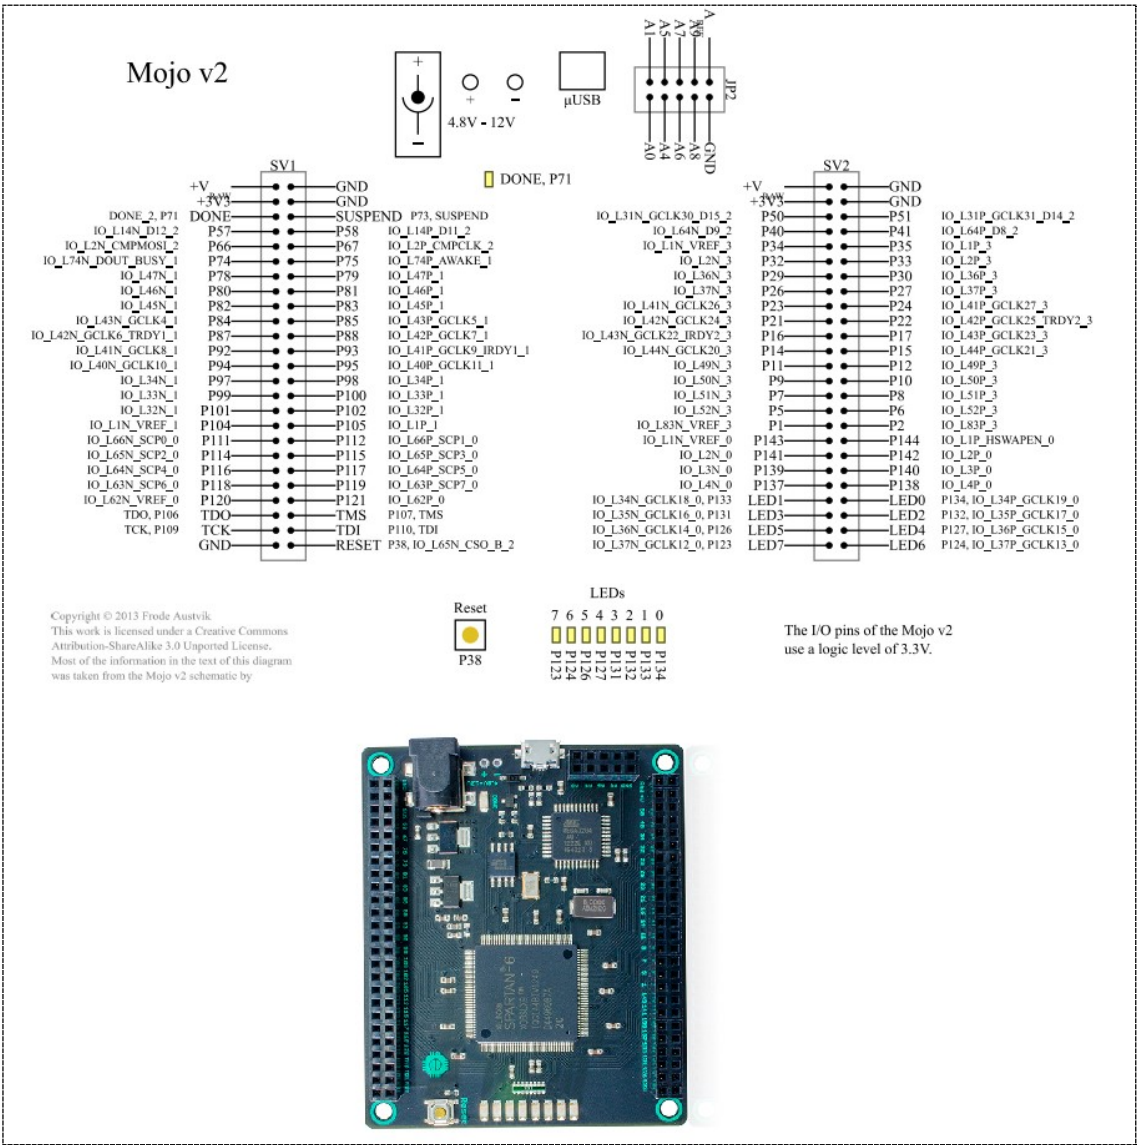 Mojo v2
+
−
+
−
4.8V - 12V
µUSB
A1
A5
A7
A9
A
JP2
A0
A4
A6
A8
GND
DONE, P71
SV1
+V GND
+3V3 GND
DONE_2, P71 DONE SUSPEND P73, SUSPEND
IO_L14N_D12_2 P57 P58 IO_L14P_D11_2
IO_L2N_CMPMOSI_2 P66 P67 IO_L2P_CMPCLK_2
IO_L74N_DOUT_BUSY_1 P74 P75 IO_L74P_AWAKE_1
IO_L47N_1 P78 P79 IO_L47P_1
IO_L46N_1 P80 P81 IO_L46P_1
IO_L45N_1 P82 P83 IO_L45P_1
IO_L43N_GCLK4_1 P84 P85 IO_L43P_GCLK5_1
IO_L42N_GCLK6_TRDY1_1 P87 P88 IO_L42P_GCLK7_1
IO_L41N_GCLK8_1 P92 P93 IO_L41P_GCLK9_IRDY1_1
IO_L40N_GCLK10_1 P94 P95 IO_L40P_GCLK11_1
IO_L34N_1 P97 P98 IO_L34P_1
IO_L33N_1 P99 P100 IO_L33P_1
IO_L32N_1 P101 P102 IO_L32P_1
IO_L1N_VREF_1 P104 P105 IO_L1P_1
IO_L66N_SCP0_0 P111 P112 IO_L66P_SCP1_0
IO_L65N_SCP2_0 P114 P115 IO_L65P_SCP3_0
IO_L64N_SCP4_0 P116 P117 IO_L64P_SCP5_0
IO_L63N_SCP6_0 P118 P119 IO_L63P_SCP7_0
IO_L62N_VREF_0 P120 P121 IO_L62P_0
TDO, P106 TDO TMS P107, TMS
TCK, P109 TCK TDI P110, TDI
GND RESET P38, IO_L65N_CSO_B_2
SV2
+V GND
+3V3 GND
IO_L31N_GCLK30_D15_2 P50 P51 IO_L31P_GCLK31_D14_2
IO_L64N_D9_2 P40 P41 IO_L64P_D8_2
IO_L1N_VREF_3 P34 P35 IO_L1P_3
IO_L2N_3 P32 P33 IO_L2P_3
IO_L36N_3 P29 P30 IO_L36P_3
IO_L37N_3 P26 P27 IO_L37P_3
IO_L41N_GCLK26_3 P23 P24 IO_L41P_GCLK27_3
IO_L42N_GCLK24_3 P21 P22 IO_L42P_GCLK25_TRDY2_3
IO_L43N_GCLK22_IRDY2_3 P16 P17 IO_L43P_GCLK23_3
IO_L44N_GCLK20_3 P14 P15 IO_L44P_GCLK21_3
IO_L49N_3 P11 P12 IO_L49P_3
IO_L50N_3 P9 P10 IO_L50P_3
IO_L51N_3 P7 P8 IO_L51P_3
IO_L52N_3 P5 P6 IO_L52P_3
IO_L83N_VREF_3 P1 P2 IO_L83P_3
IO_L1N_VREF_0 P143 P144 IO_L1P_HSWAPEN_0
IO_L2N_0 P141 P142 IO_L2P_0
IO_L3N_0 P139 P140 IO_L3P_0
IO_L4N_0 P137 P138 IO_L4P_0
IO_L34N_GCLK18_0, P133 LED1 LED0 P134, IO_L34P_GCLK19_0
IO_L35N_GCLK16_0, P131 LED3 LED2 P132, IO_L35P_GCLK17_0
IO_L36N_GCLK14_0, P126 LED5 LED4 P127, IO_L36P_GCLK15_0
IO_L37N_GCLK12_0, P123 LED7 LED6 P124, IO_L37P_GCLK13_0
Copyright © 2013 Frode Austvik
This work is licensed under a Creative Commons
Attribution-ShareAlike 3.0 Unported License.
Most of the information in the text of this diagram
was taken from the Mojo v2 schematic by
Reset
P38
LEDs
7 6 5 4 3 2 1 0
P123
P124
P126
P127
P131
P132
P133
P134
The I/O pins of the Mojo v2
use a logic level of 3.3V.
SPARTAN-6
Reset